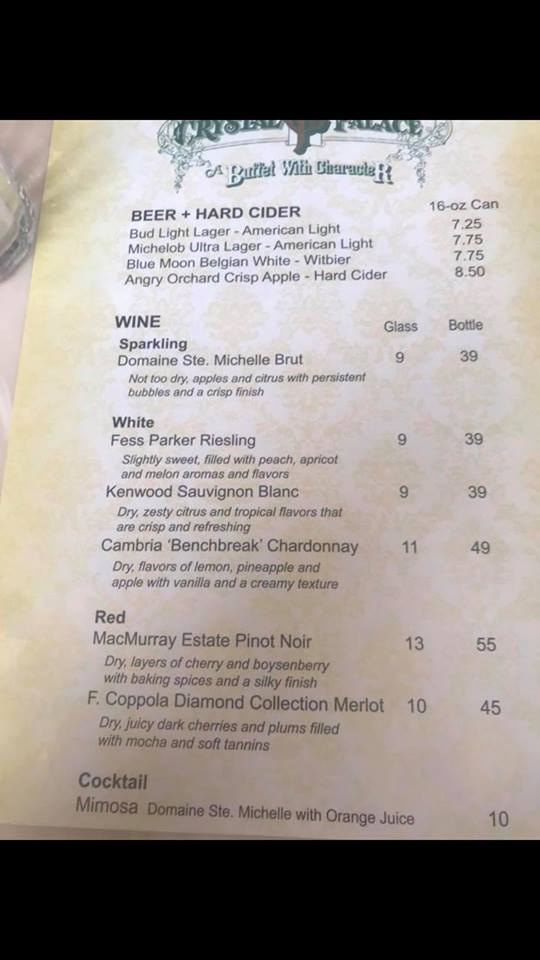 CRYSTAL PALACE
A Buffet With Character
BEER + HARD CIDER 16-oz Can
Bud Light Lager - American Light 7.25
Michelob Ultra Lager - American Light 7.75
Blue Moon Belgian White - Witbier 7.75
Angry Orchard Crisp Apple - Hard Cider 8.50
WINE Glass Bottle
Sparkling
Domaine Ste. Michelle Brut 9 39
Not too dry, apples and citrus with persistent
bubbles and a crisp finish
White
Fess Parker Riesling 9 39
Slightly sweet, filled with peach, apricot
and melon aromas and flavors
Kenwood Sauvignon Blanc 9 39
Dry, zesty citrus and tropical flavors that
are crisp and refreshing
Cambria 'Benchbreak' Chardonnay 11 49
Dry, flavors of lemon, pineapple and
apple with vanilla and a creamy texture
Red
MacMurray Estate Pinot Noir 13 55
Dry, layers of cherry and boysenberry
with baking spices and a silky finish
F. Coppola Diamond Collection Merlot 10 45
Dry, juicy dark cherries and plums filled
with mocha and soft tannins
Cocktail
Mimosa Domaine Ste. Michelle with Orange Juice 10